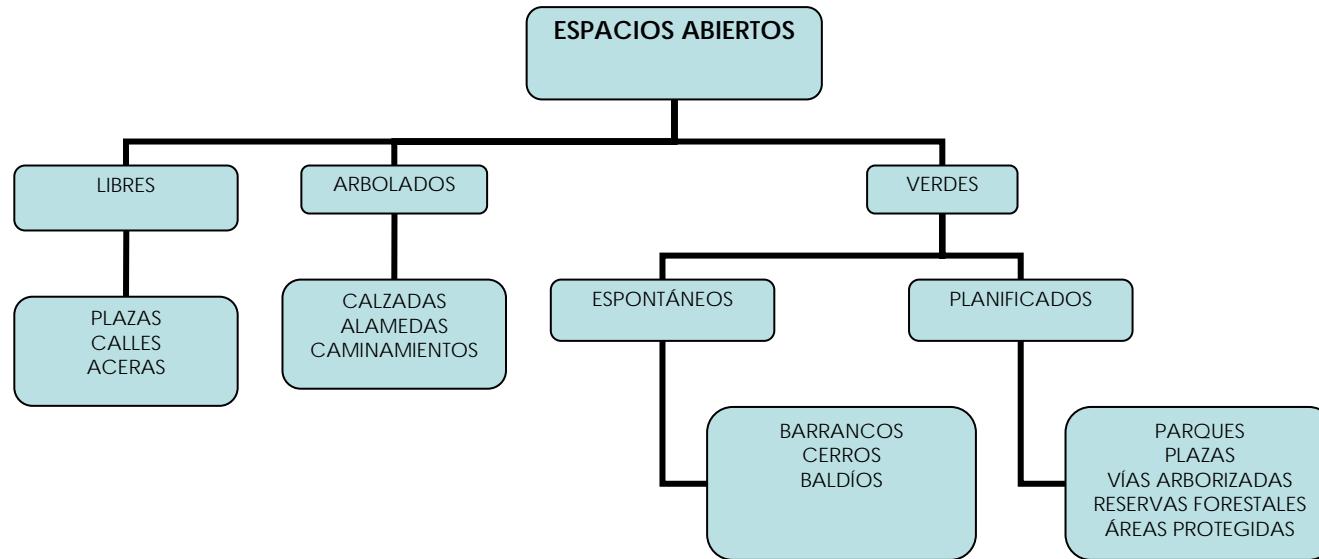 ESPACIOS ABIERTOS
LIBRES
ARBOLADOS
VERDES
PLAZAS
CALLES
ACERAS
CALZADAS
ALAMEDAS
CAMINAMIENTOS
ESPONTÁNEOS
PLANIFICADOS
BARRANCOS
CERROS
BALDÍOS
PARQUES
PLAZAS
VÍAS ARBORIZADAS
RESERVAS FORESTALES
ÁREAS PROTEGIDAS